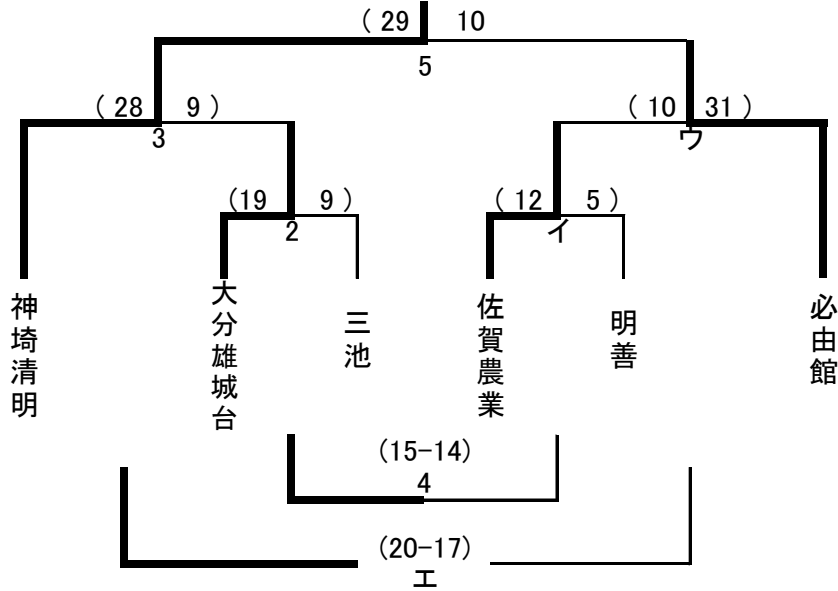 ( 29 10
5
( 28 9 )
( 10 31 )
3
ウ
(19 9 )
( 12 5 )
2
イ
神埼清明
大分雄城台
三池
佐賀農業
明善
必由館
(15-14)
4
(20-17)
エ